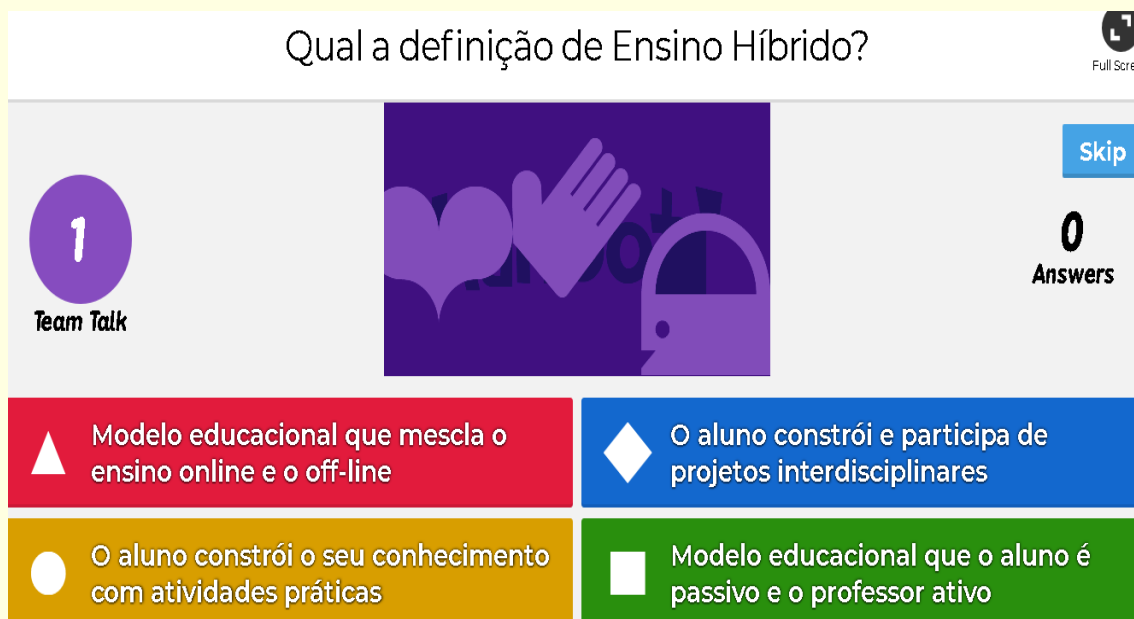 Qual a definição de Ensino Híbrido?
Full Scre
Skip
1
Team Talk
0
Answers
Modelo educacional que mescla o
ensino online e o off-line
O aluno constrói e participa de
projetos interdisciplinares
O aluno constrói o seu conhecimento
com atividades práticas
Modelo educacional que o aluno é
passivo e o professor ativo